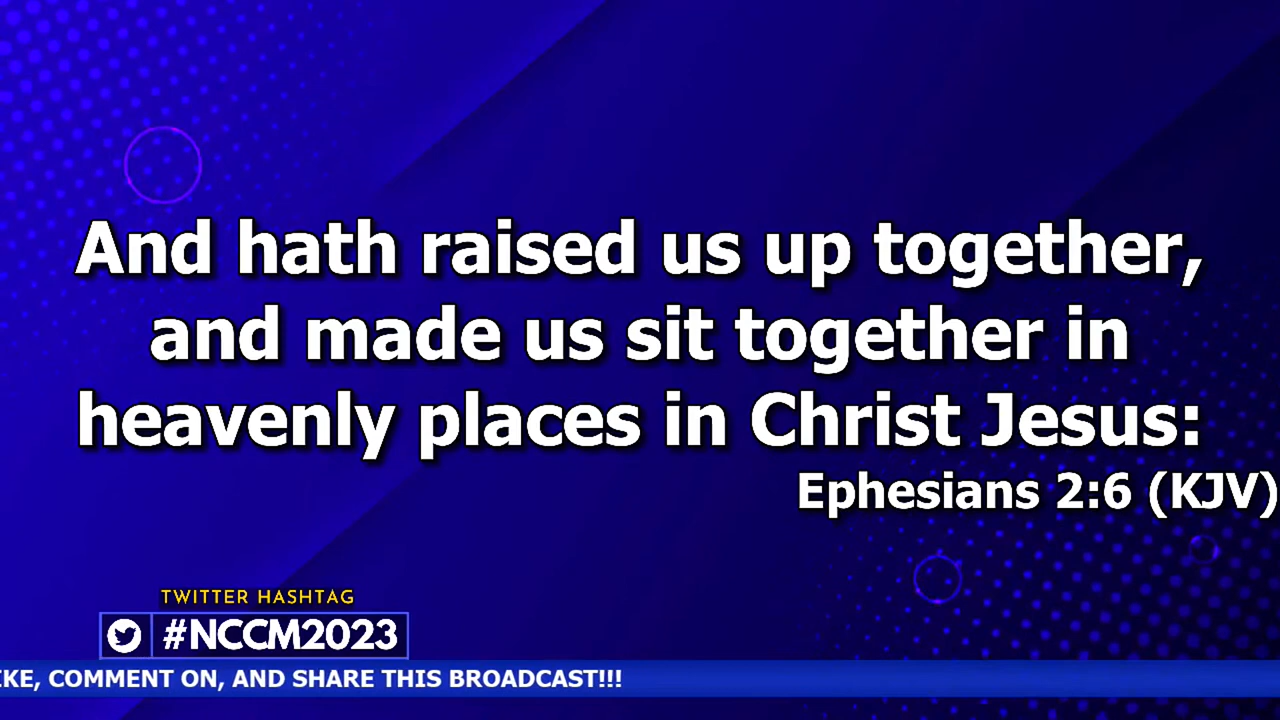 And hath raised us up together,
and made us sit together in
heavenly places in Christ Jesus:
Ephesians 2:6 (KJV)
TWITTER HASHTAG
#NCCM2023
COMMENT ON, AND SHARE THIS BROADCAST!!!